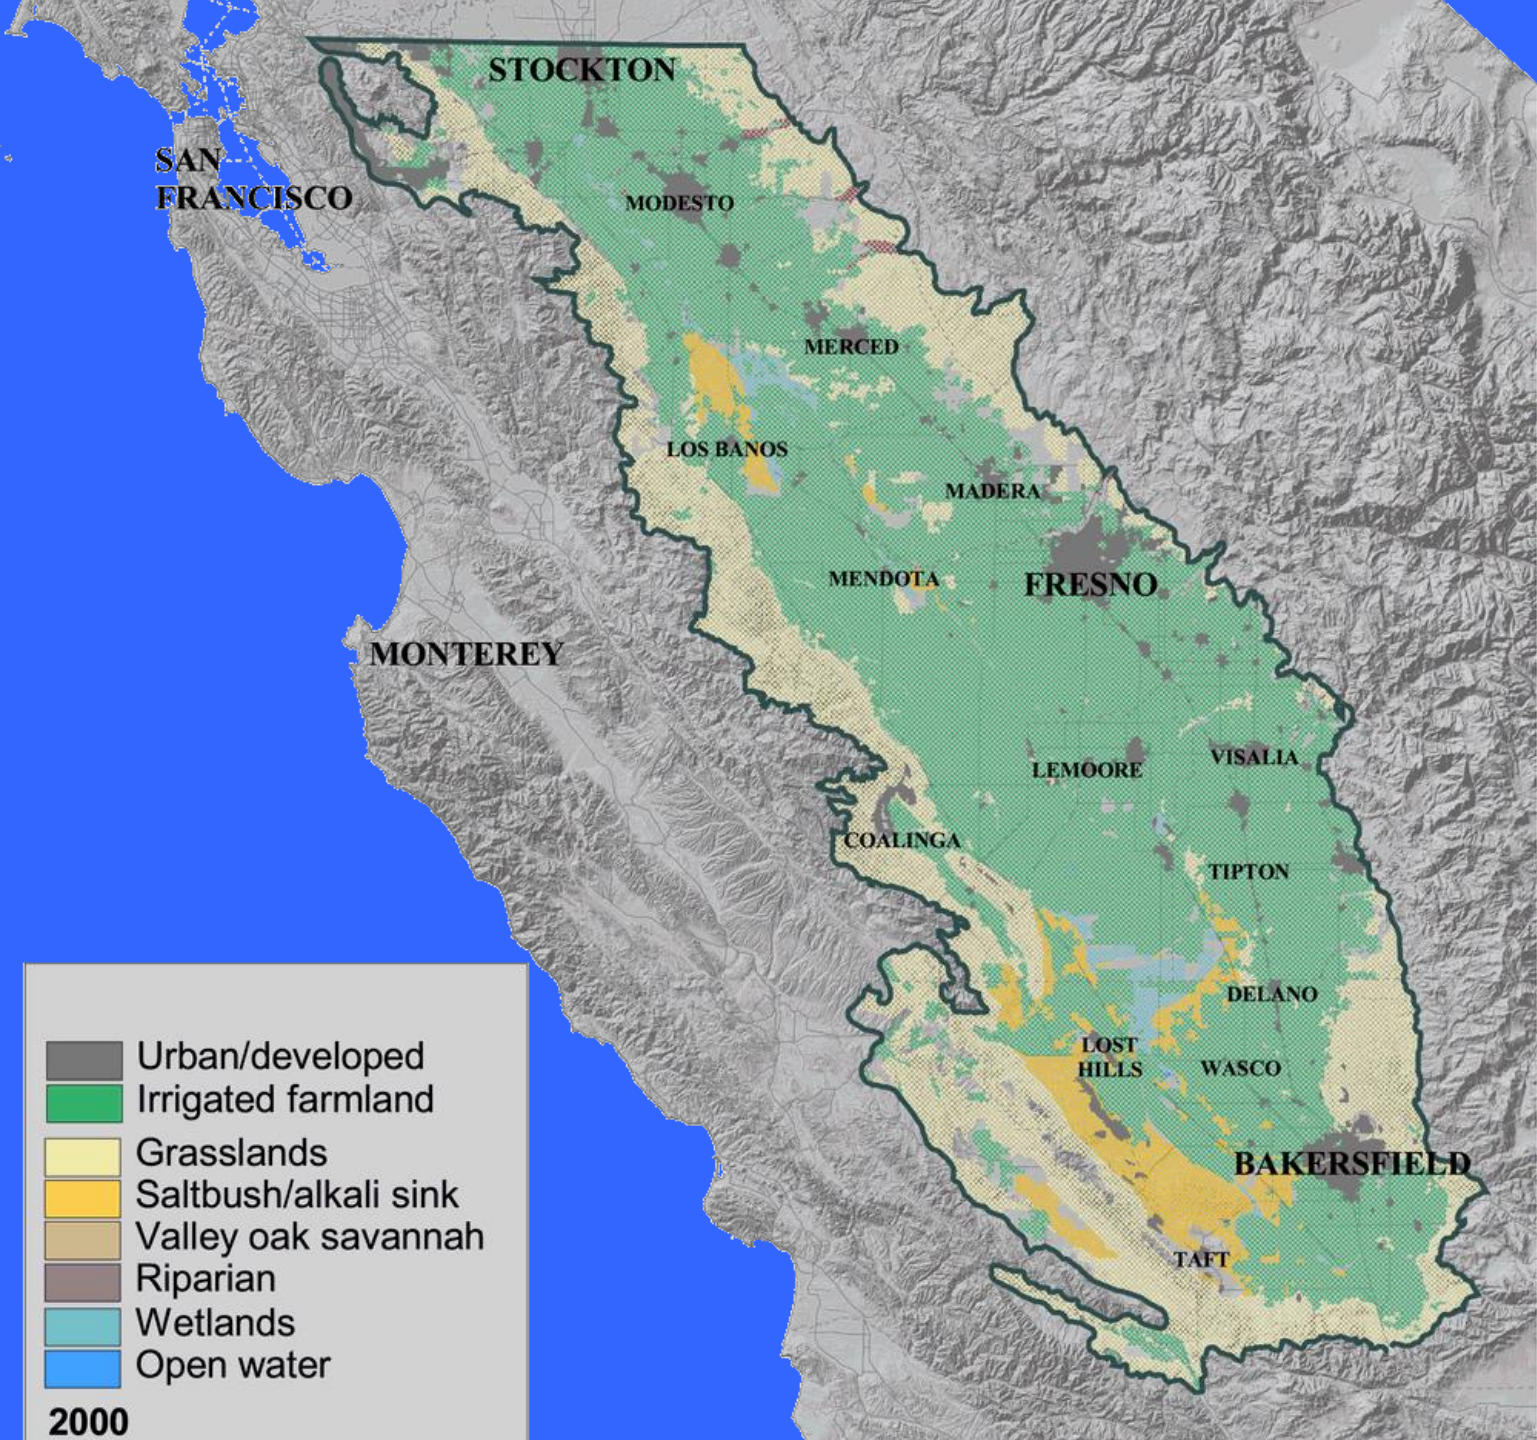 STOCKTON
SAN
FRANCISCO
MODESTO
MERCED
LOS BANOS
MADERA
MENDOTA
FRESNO
MONTEREY
LEMOORE
VISALIA
COALINGA
TIPTON
DELANO
LOST
HILLS
WASCO
BAKERSFIELD
TAFT
Urban/developed
Irrigated farmland
Grasslands
Saltbush/alkali sink
Valley oak savannah
Riparian
Wetlands
Open water
2000